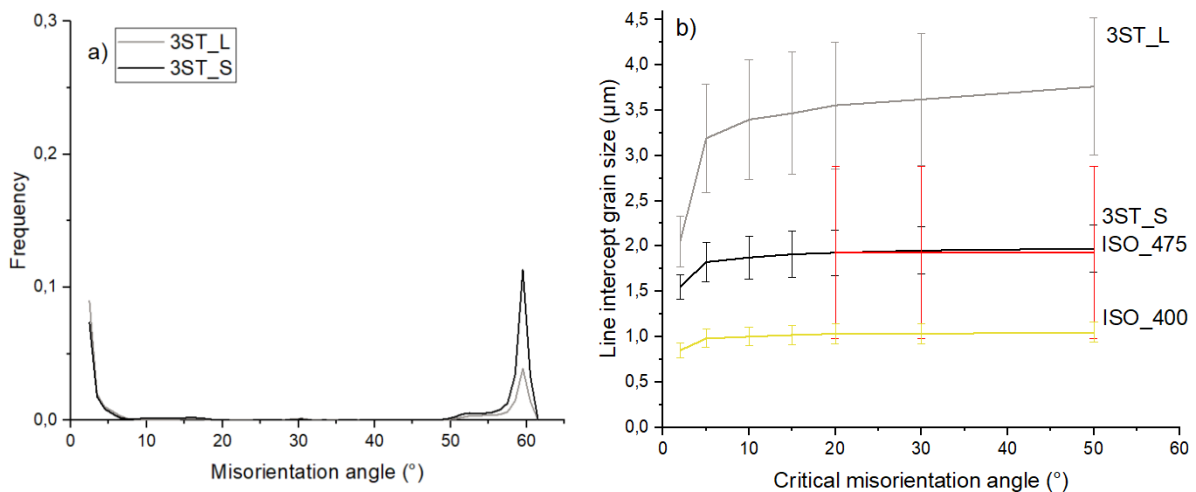 a)
3ST_L
3ST_S
0,3
0,2
0,1
0,0
Frequency
0 10 20 30 40 50 60
Misorientation angle (°)
b)
3ST_L
3ST_S
ISO_475
ISO_400
4,5
4,0
3,5
3,0
2,5
2,0
1,5
1,0
0,5
0,0
Line intercept grain size (µm)
0 10 20 30 40 50 60
Critical misorientation angle (°)